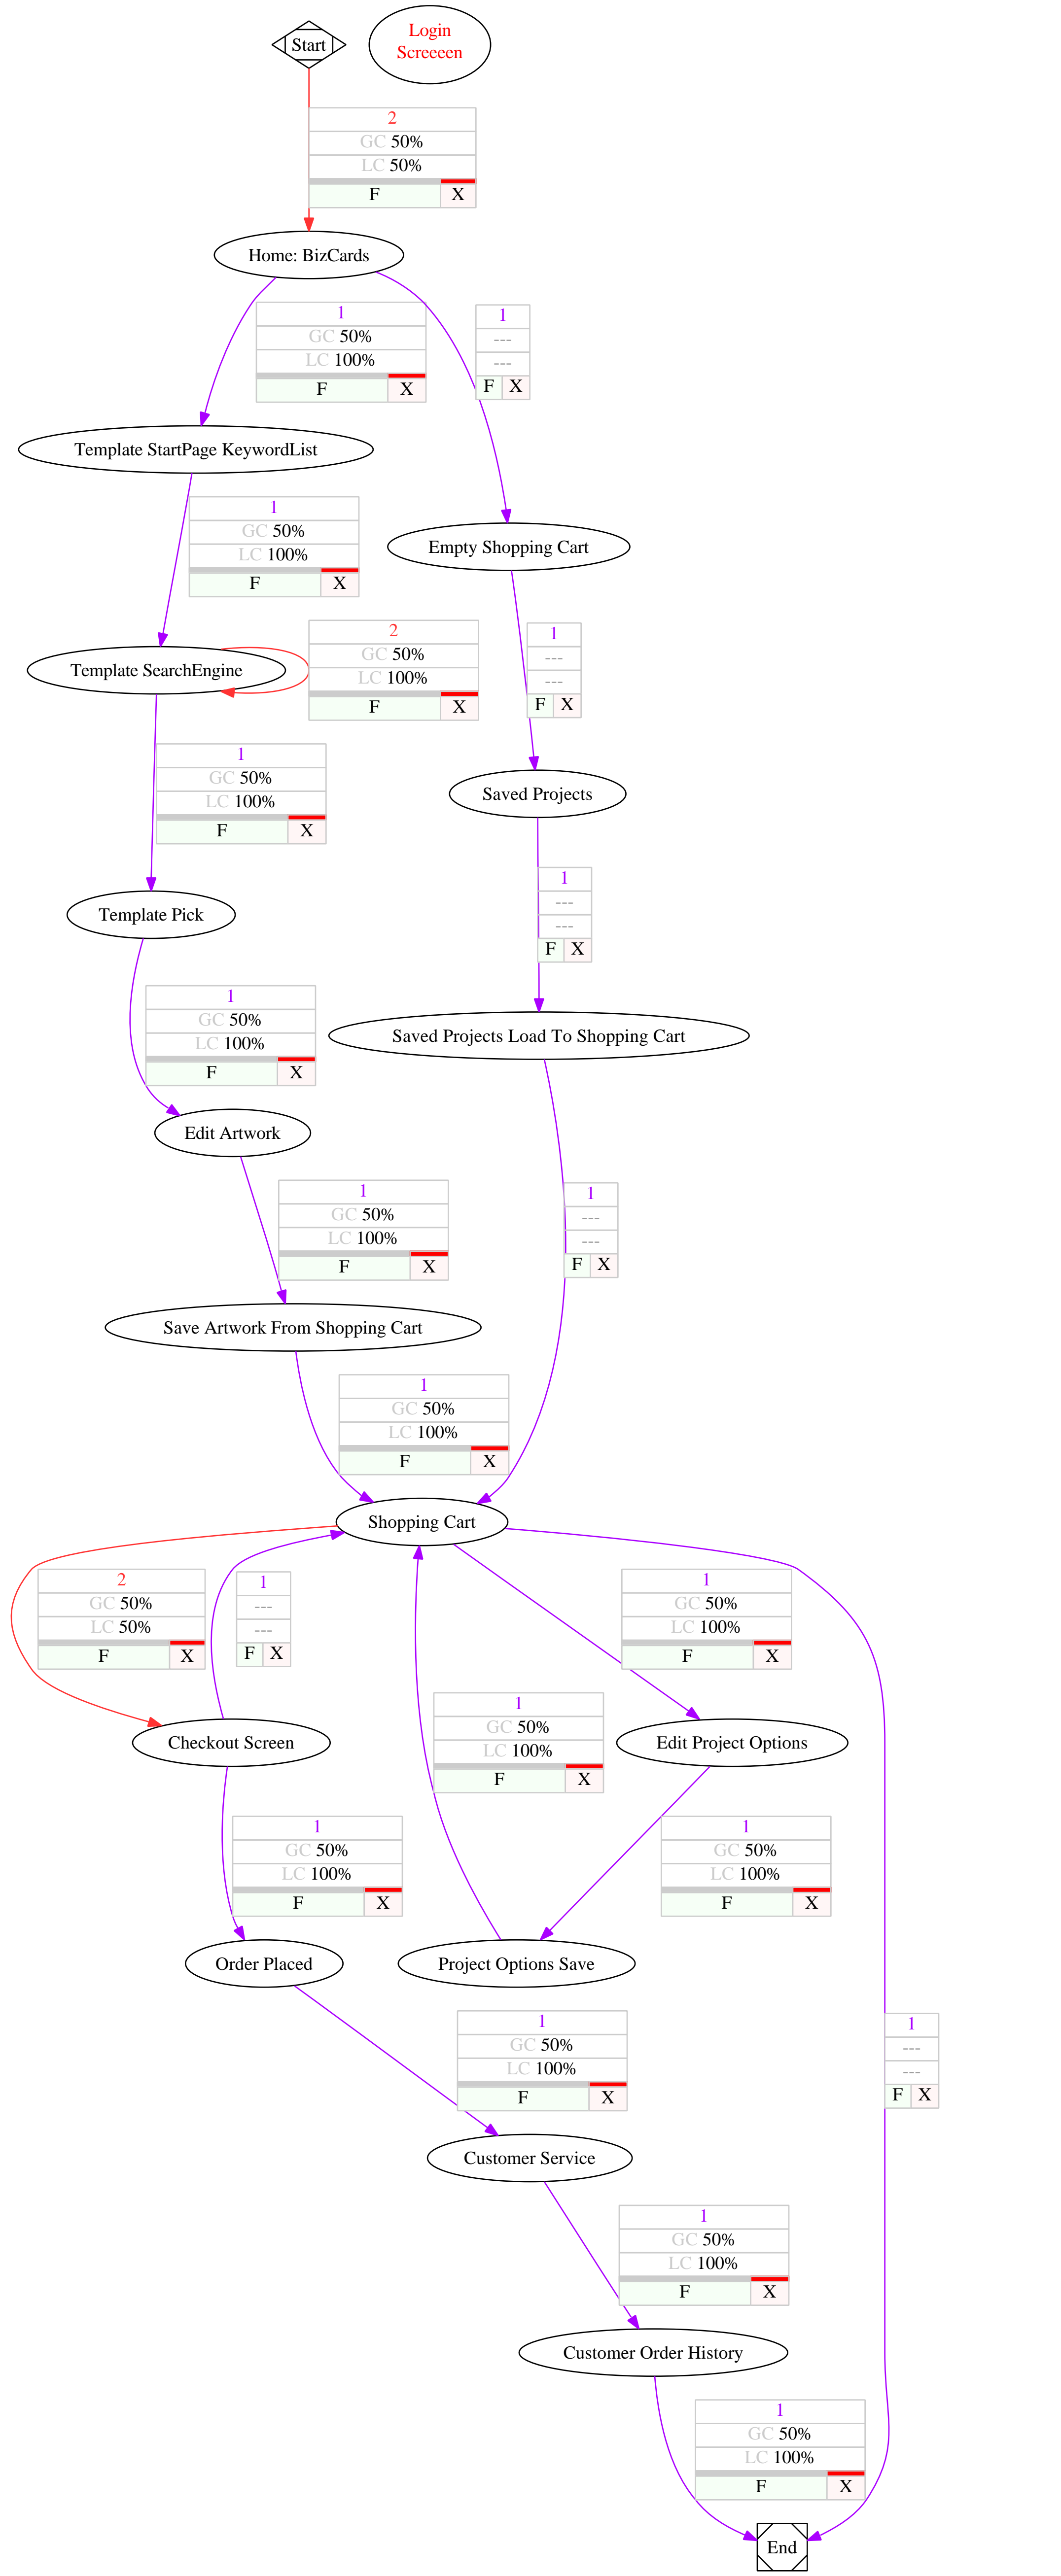 Start
Login
Screeeen
2
GC 50%
LC 50%
F X
Home: BizCards
1
GC 50%
LC 100%
F X
1
---
---
F X
Template StartPage KeywordList
1
GC 50%
LC 100%
F X
Empty Shopping Cart
2
GC 50%
LC 100%
F X
1
---
---
F X
Template SearchEngine
1
GC 50%
LC 100%
F X
Saved Projects
1
---
---
F X
Template Pick
1
GC 50%
LC 100%
F X
Saved Projects Load To Shopping Cart
Edit Artwork
1
GC 50%
LC 100%
F X
1
---
---
F X
Save Artwork From Shopping Cart
1
GC 50%
LC 100%
F X
Shopping Cart
2
GC 50%
LC 50%
F X
1
---
---
F X
1
GC 50%
LC 100%
F X
1
GC 50%
LC 100%
F X
Checkout Screen
Edit Project Options
1
GC 50%
LC 100%
F X
1
GC 50%
LC 100%
F X
Order Placed
Project Options Save
1
GC 50%
LC 100%
F X
1
---
---
F X
Customer Service
1
GC 50%
LC 100%
F X
Customer Order History
1
GC 50%
LC 100%
F X
End